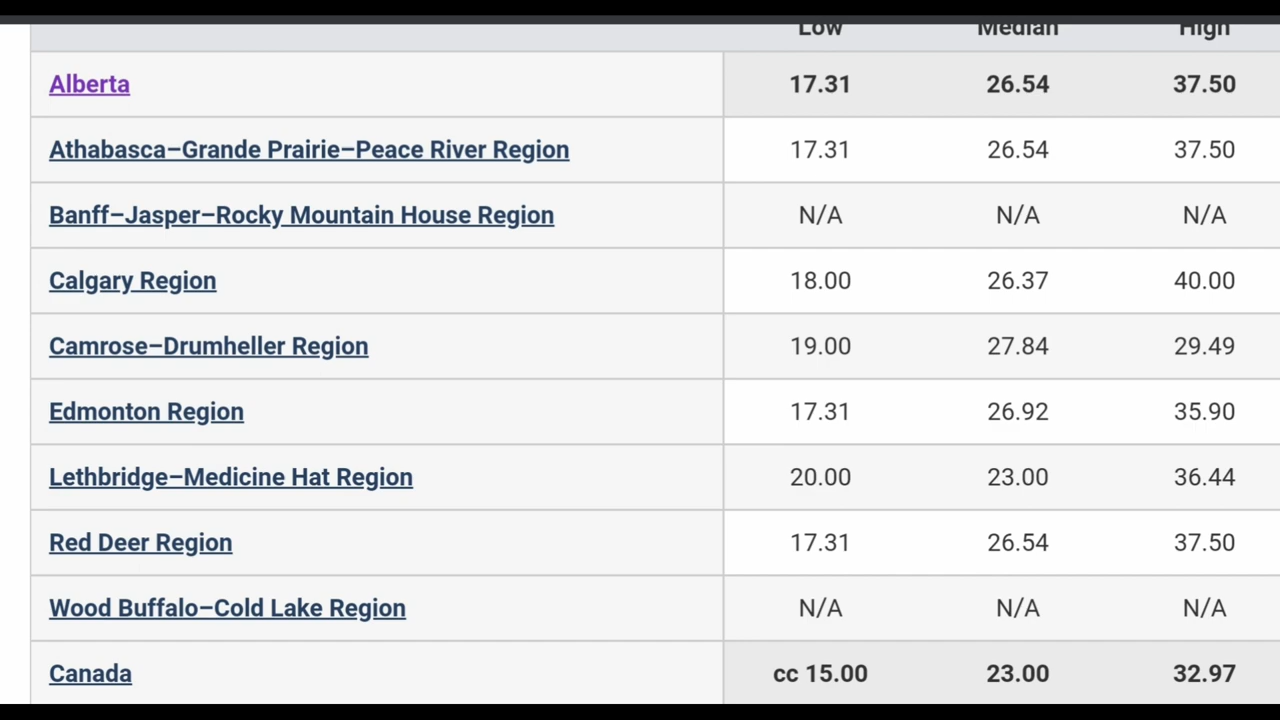 Low Median High
Alberta 17.31 26.54 37.50
Athabasca–Grande Prairie–Peace River Region 17.31 26.54 37.50
Banff–Jasper–Rocky Mountain House Region N/A N/A N/A
Calgary Region 18.00 26.37 40.00
Camrose–Drumheller Region 19.00 27.84 29.49
Edmonton Region 17.31 26.92 35.90
Lethbridge–Medicine Hat Region 20.00 23.00 36.44
Red Deer Region 17.31 26.54 37.50
Wood Buffalo–Cold Lake Region N/A N/A N/A
Canada cc 15.00 23.00 32.97